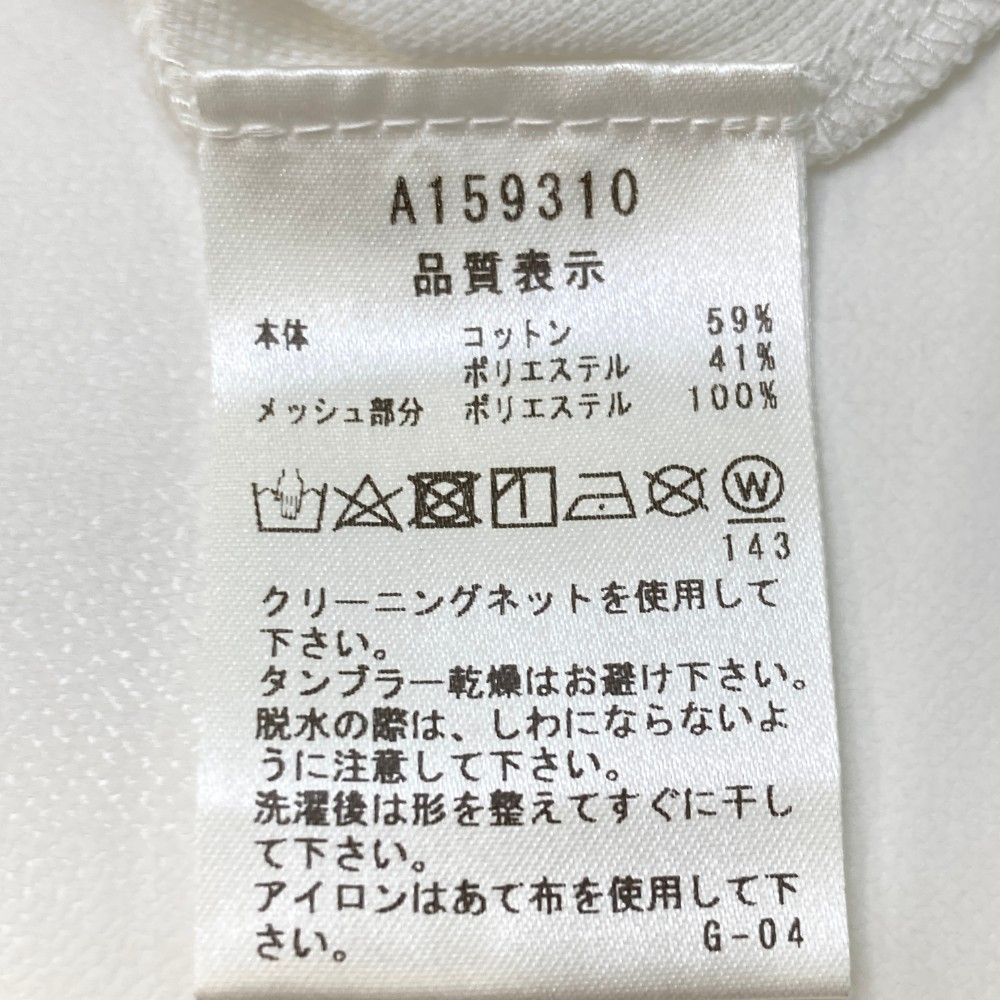 A159310
品質表示
本体 コットン 59%
ポリエステル 41%
メッシュ部分 ポリエステル 100%
W
143
クリーニングネットを使用して
下さい。
タンブラー乾燥はお避け下さい。
脱水の際は、しわにならないよ
うに注意して下さい。
洗濯後は形を整えてすぐに干し
て下さい。
アイロンはあて布を使用して下
さい。 G-04